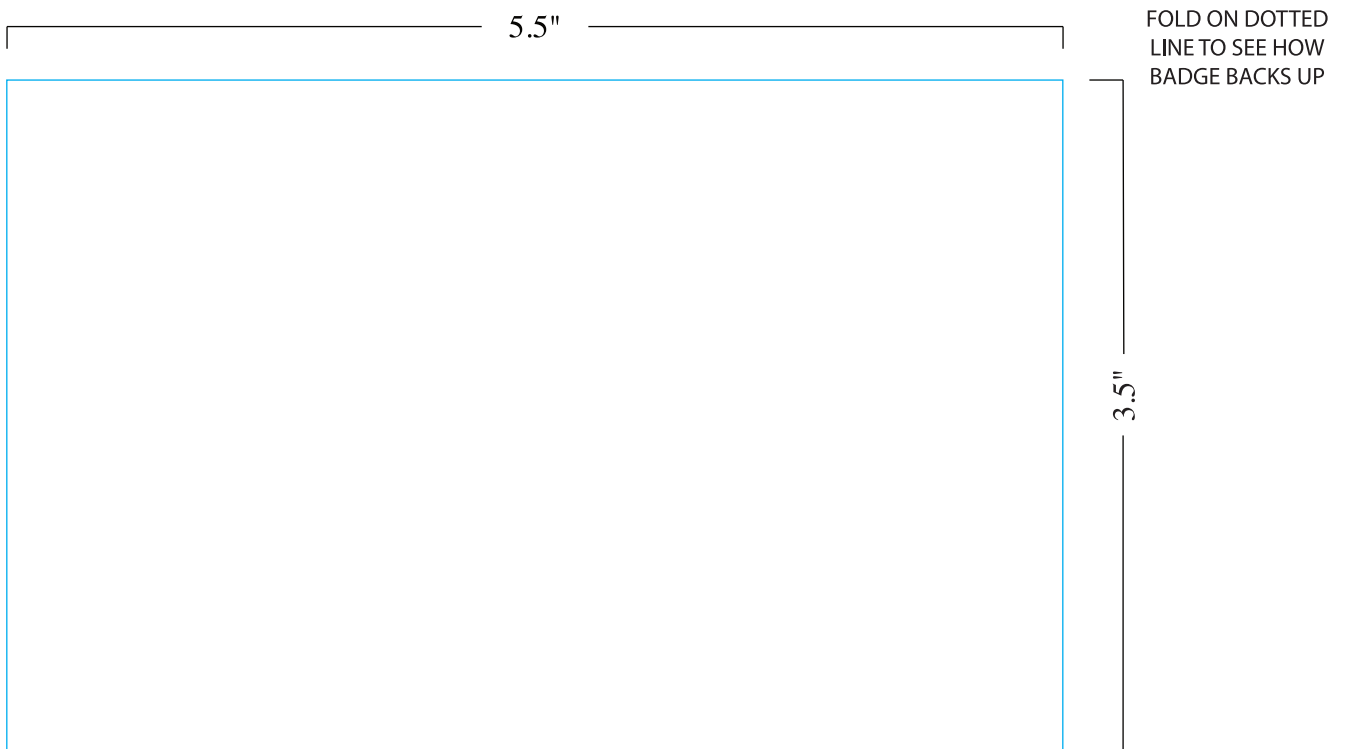 5.5"
FOLD ON DOTTED
LINE TO SEE HOW
BADGE BACKS UP
3.5"